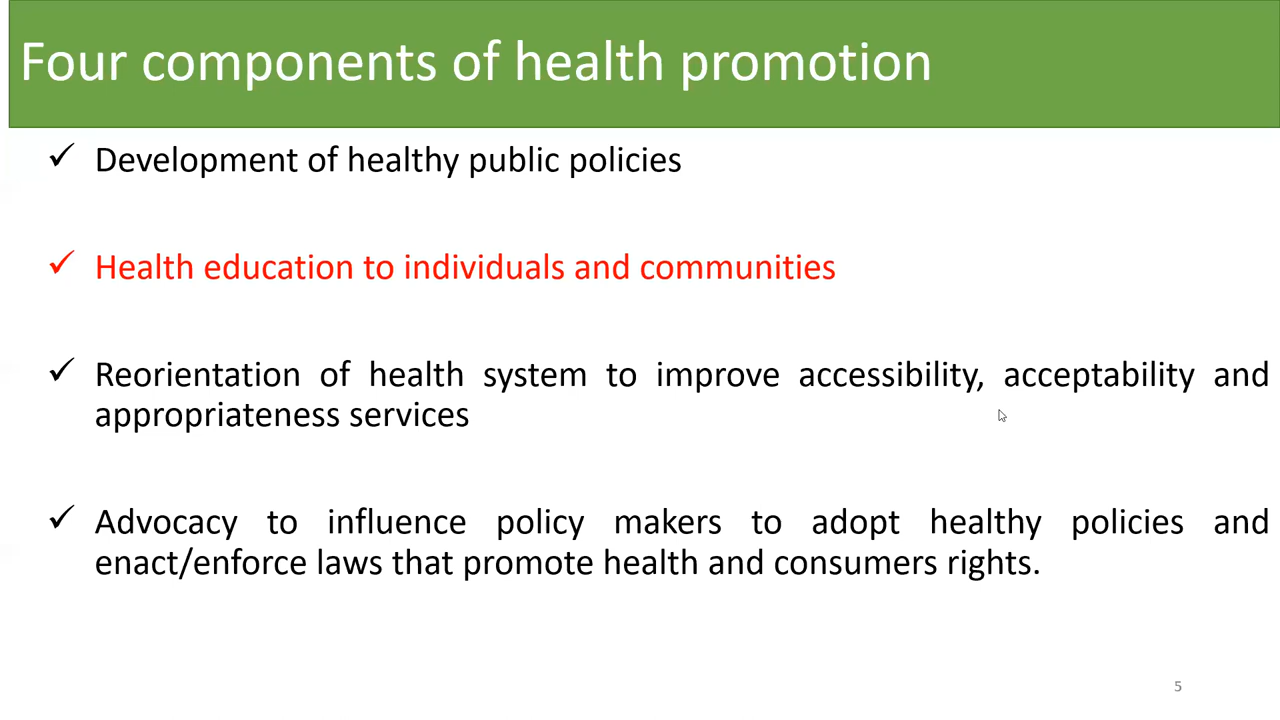 Four components of health promotion
✓ Development of healthy public policies
✓ Health education to individuals and communities
✓ Reorientation of health system to improve accessibility, acceptability and
appropriateness services
✓ Advocacy to influence policy makers to adopt healthy policies and
enact/enforce laws that promote health and consumers rights.
5